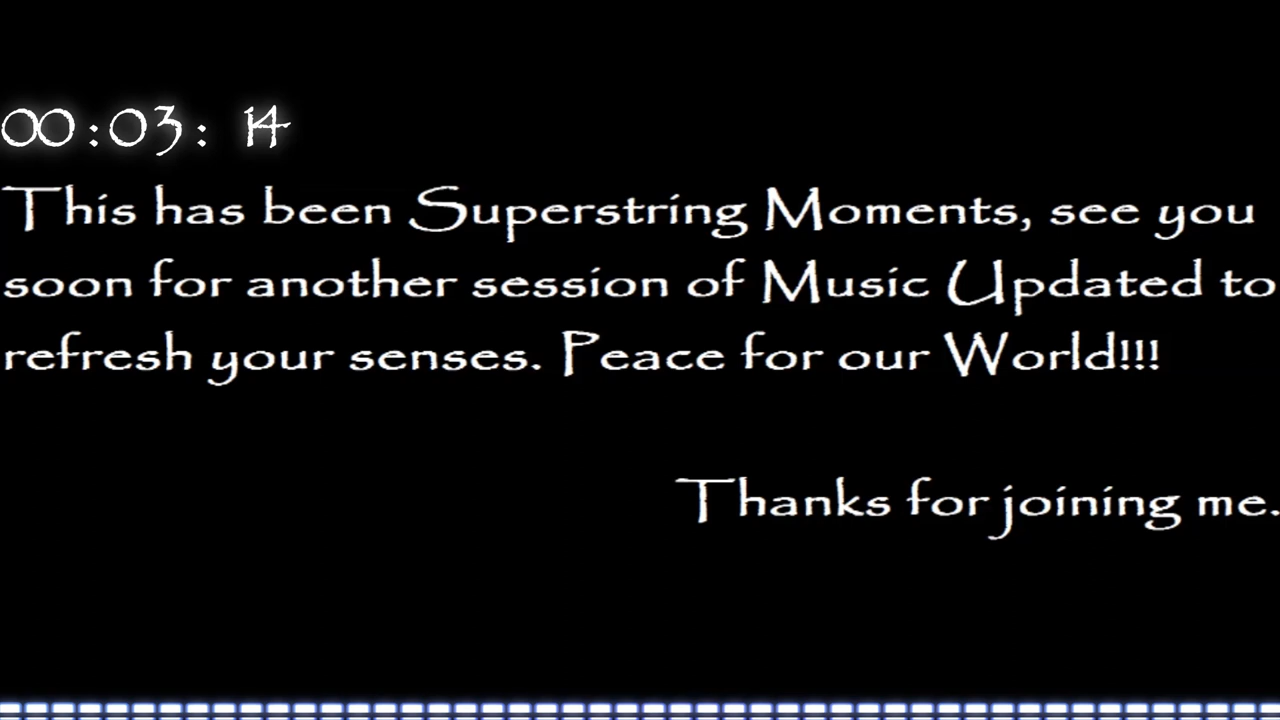 00:03: 14
This has been Superstring Moments, see you
soon for another session of Music Updated to
refresh your senses. Peace for our World!!!
Thanks for joining me.